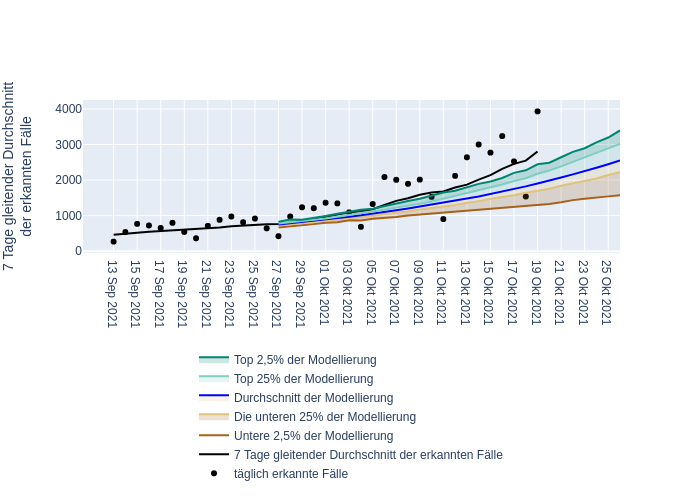 7 Tage gleitender Durchschnitt
der erkannten Fälle
4000
3000
2000
1000
0
13 Sep 2021
15 Sep 2021
17 Sep 2021
19 Sep 2021
21 Sep 2021
23 Sep 2021
25 Sep 2021
27 Sep 2021
29 Sep 2021
01 Okt 2021
03 Okt 2021
05 Okt 2021
07 Okt 2021
09 Okt 2021
11 Okt 2021
13 Okt 2021
15 Okt 2021
17 Okt 2021
19 Okt 2021
21 Okt 2021
23 Okt 2021
25 Okt 2021
Top 2,5% der Modellierung
Top 25% der Modellierung
Durchschnitt der Modellierung
Die unteren 25% der Modellierung
Untere 2,5% der Modellierung
7 Tage gleitender Durchschnitt der erkannten Fälle
täglich erkannte Fälle